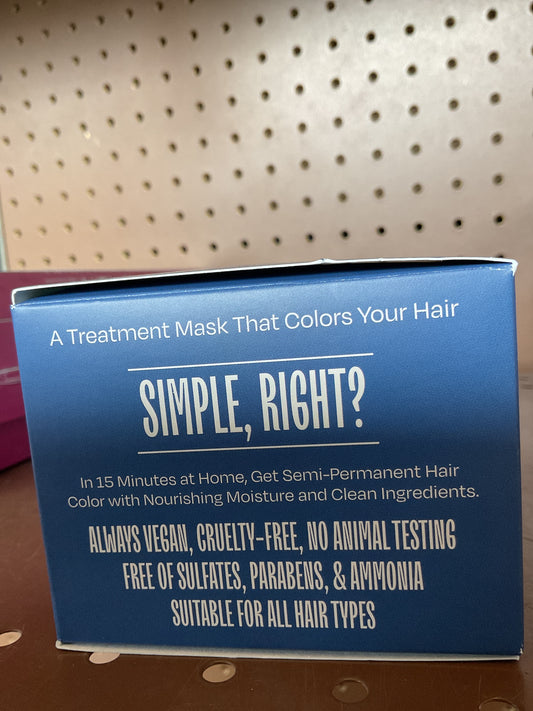 A Treatment Mask That Colors Your Hair
SIMPLE, RIGHT?
In 15 Minutes at Home, Get Semi-Permanent Hair
Color with Nourishing Moisture and Clean Ingredients.
ALWAYS VEGAN, CRUELTY-FREE, NO ANIMAL TESTING
FREE OF SULFATES, PARABENS, & AMMONIA
SUITABLE FOR ALL HAIR TYPES